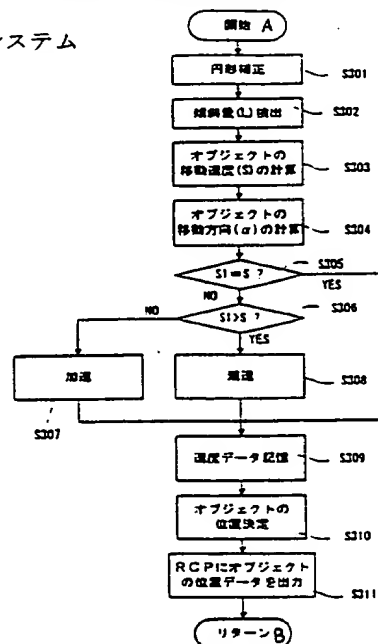 システム
開始 A
円形補正
S301
傾斜量(L)検出
S302
オブジェクトの
移動速度(S)の計算
S303
オブジェクトの
移動方向(α)の計算
S304
S1=S ?
S305
YES
NO
S1>S ?
S306
NO
YES
加速
減速
S307
S308
速度データ記憶
S309
オブジェクトの
位置決定
S310
RCPにオブジェクト
の位置データを出力
S311
リターン B